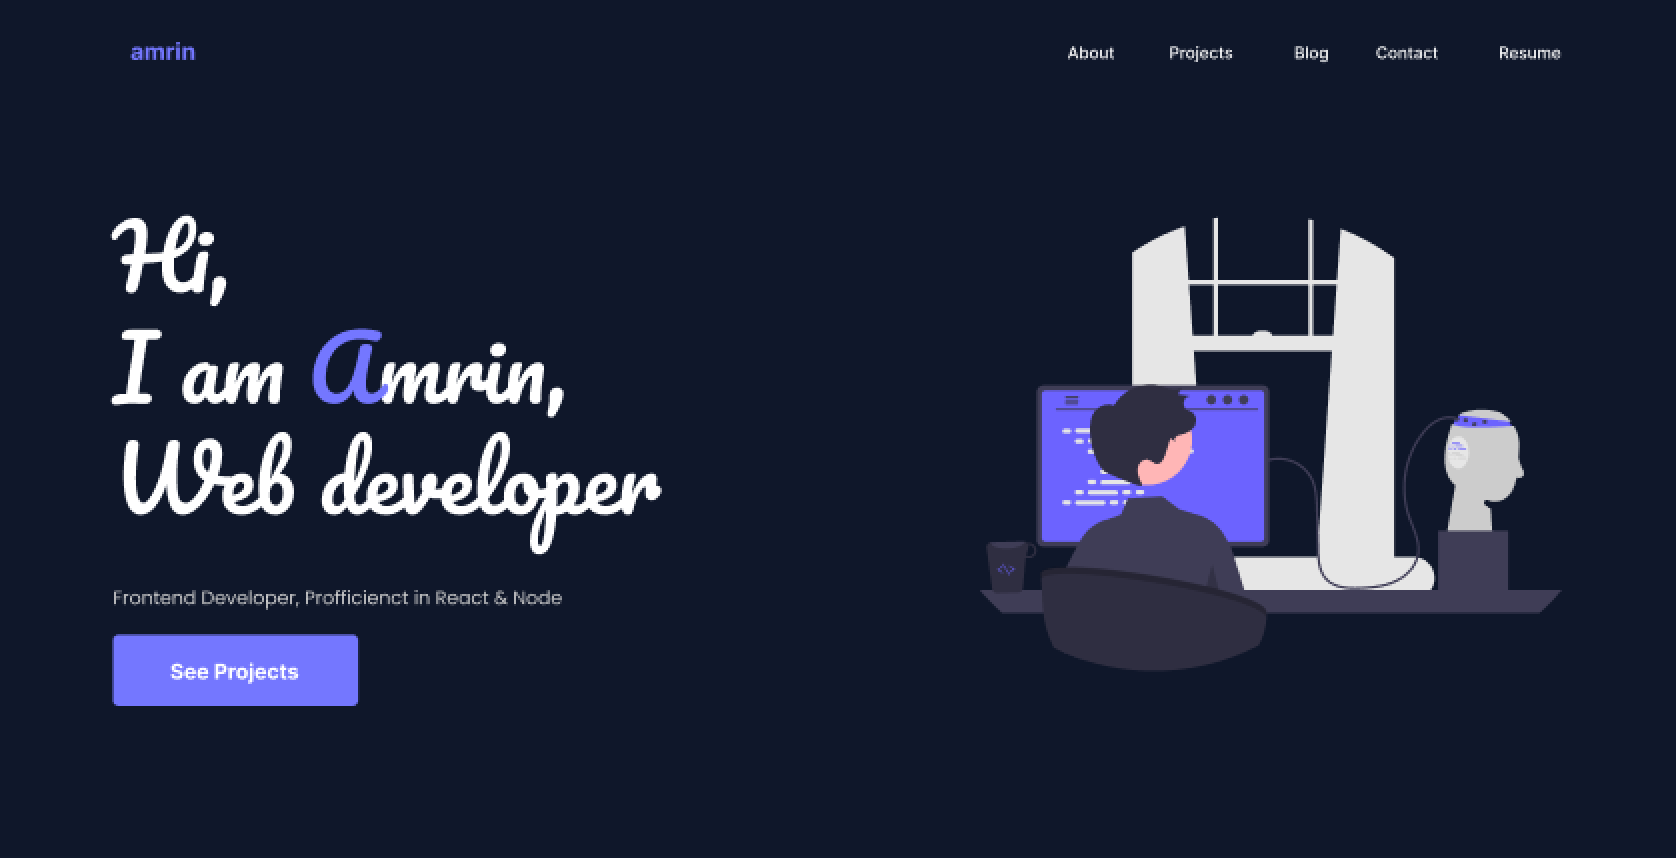 amrin
About Projects Blog Contact Resume
Hi,
I am Amrin,
Web developer
Frontend Developer, Profficienct in React & Node
See Projects